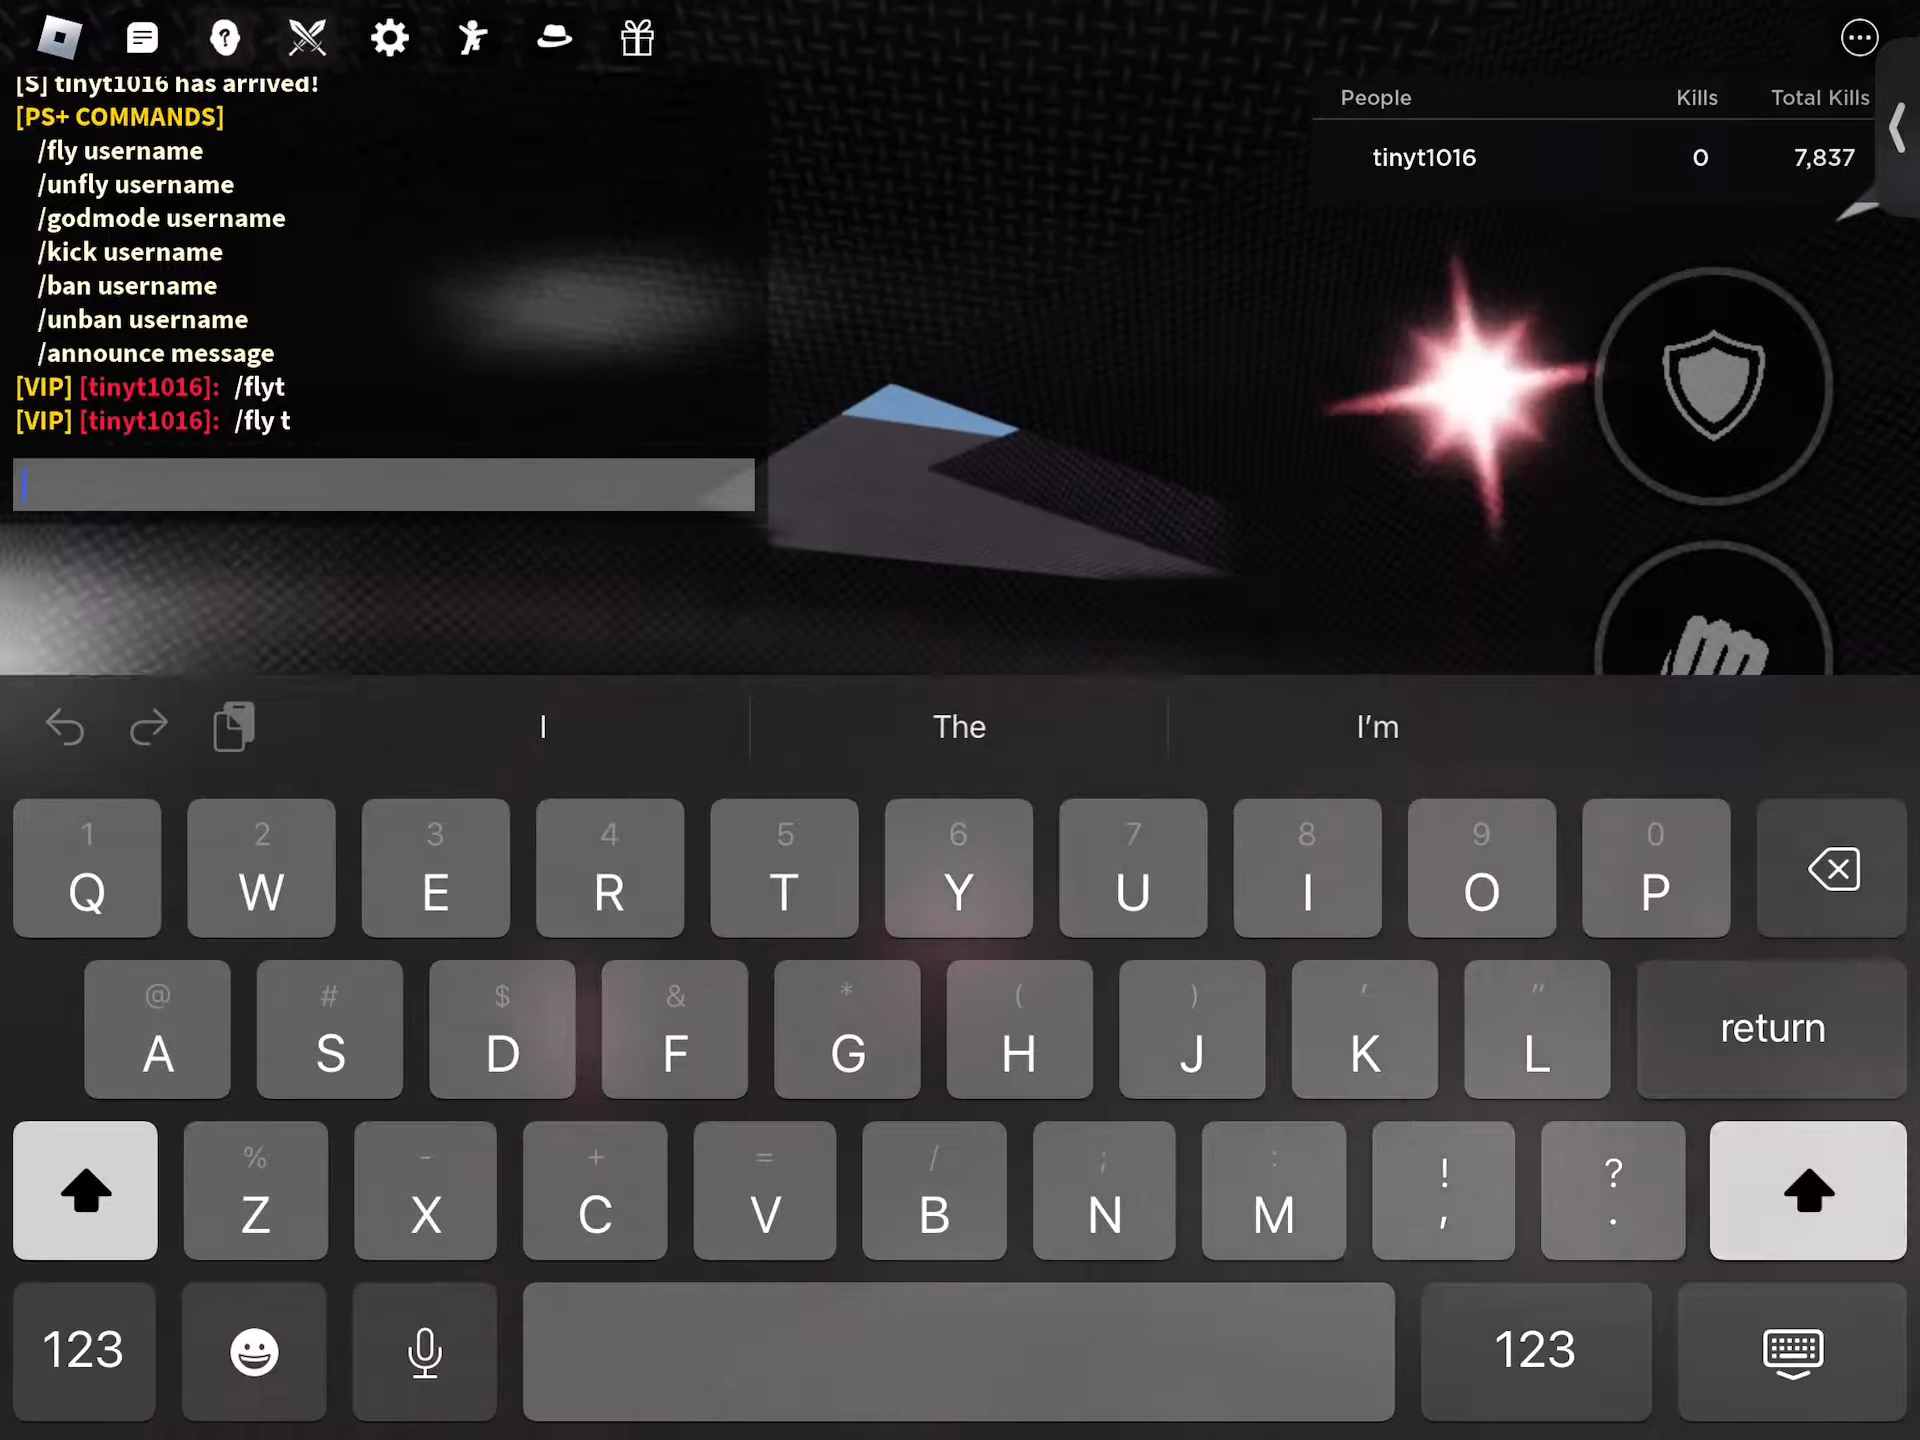 [S] tinyt1016 has arrived!
[PS+ COMMANDS]
/fly username
/unfly username
/godmode username
/kick username
/ban username
/unban username
/announce message
[VIP] [tinyt1016]: /flyt
[VIP] [tinyt1016]: /fly t
People Kills Total Kills
tinyt1016 0 7,837
I The I'm
1 2 3 4 5 6 7 8 9 0
Q W E R T Y U I O P
@ # $ & * ( ) ' "
A S D F G H J K L return
% - + = / ; : ! ?
Z X C V B N M , .
123 123